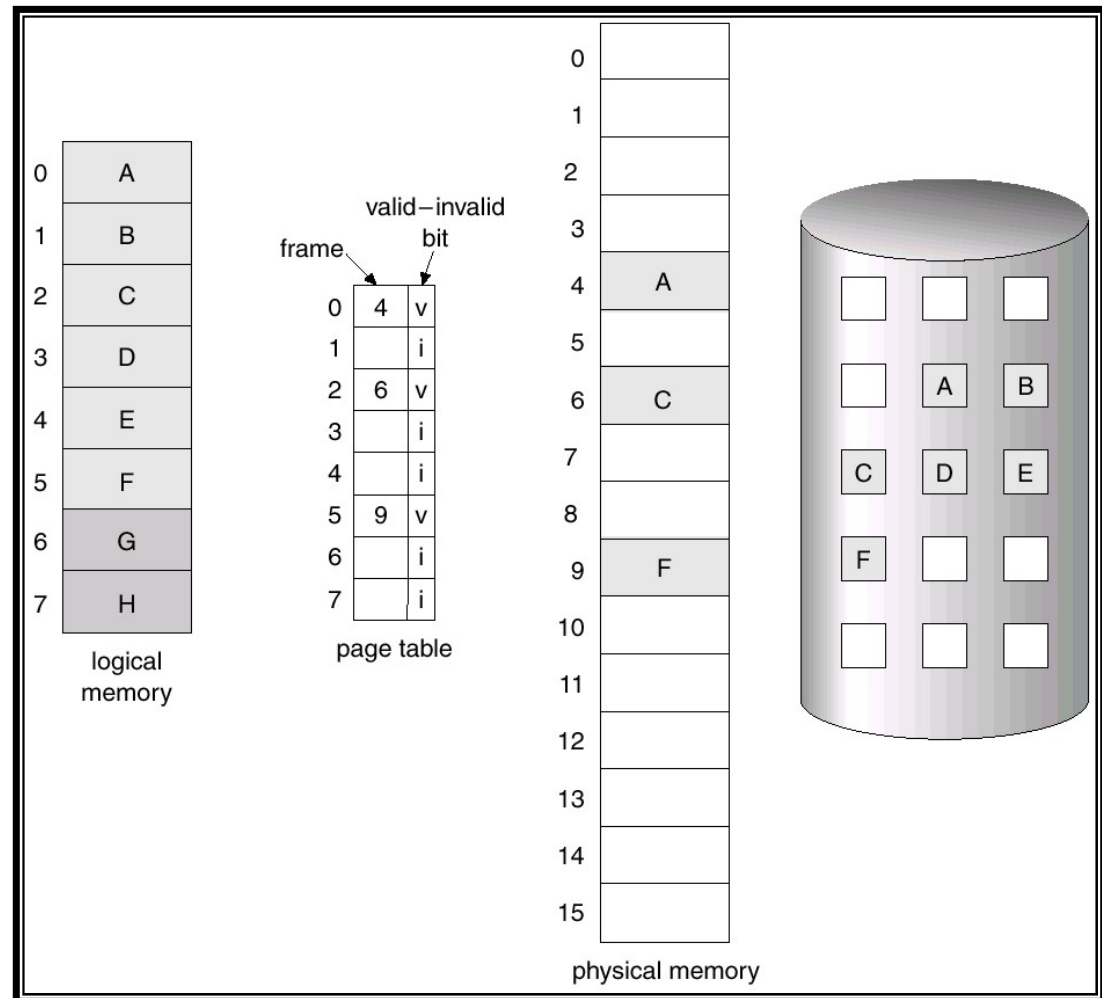 0 A
1 B
2 C
3 D
4 E
5 F
6 G
7 H
logical
memory
valid–invalid
bit
frame
0 4 v
1 i
2 6 v
3 i
4 i
5 9 v
6 i
7 i
page table
0
1
2
3
4 A
5
6 C
7
8
9 F
10
11
12
13
14
15
physical memory
A B
C D E
F